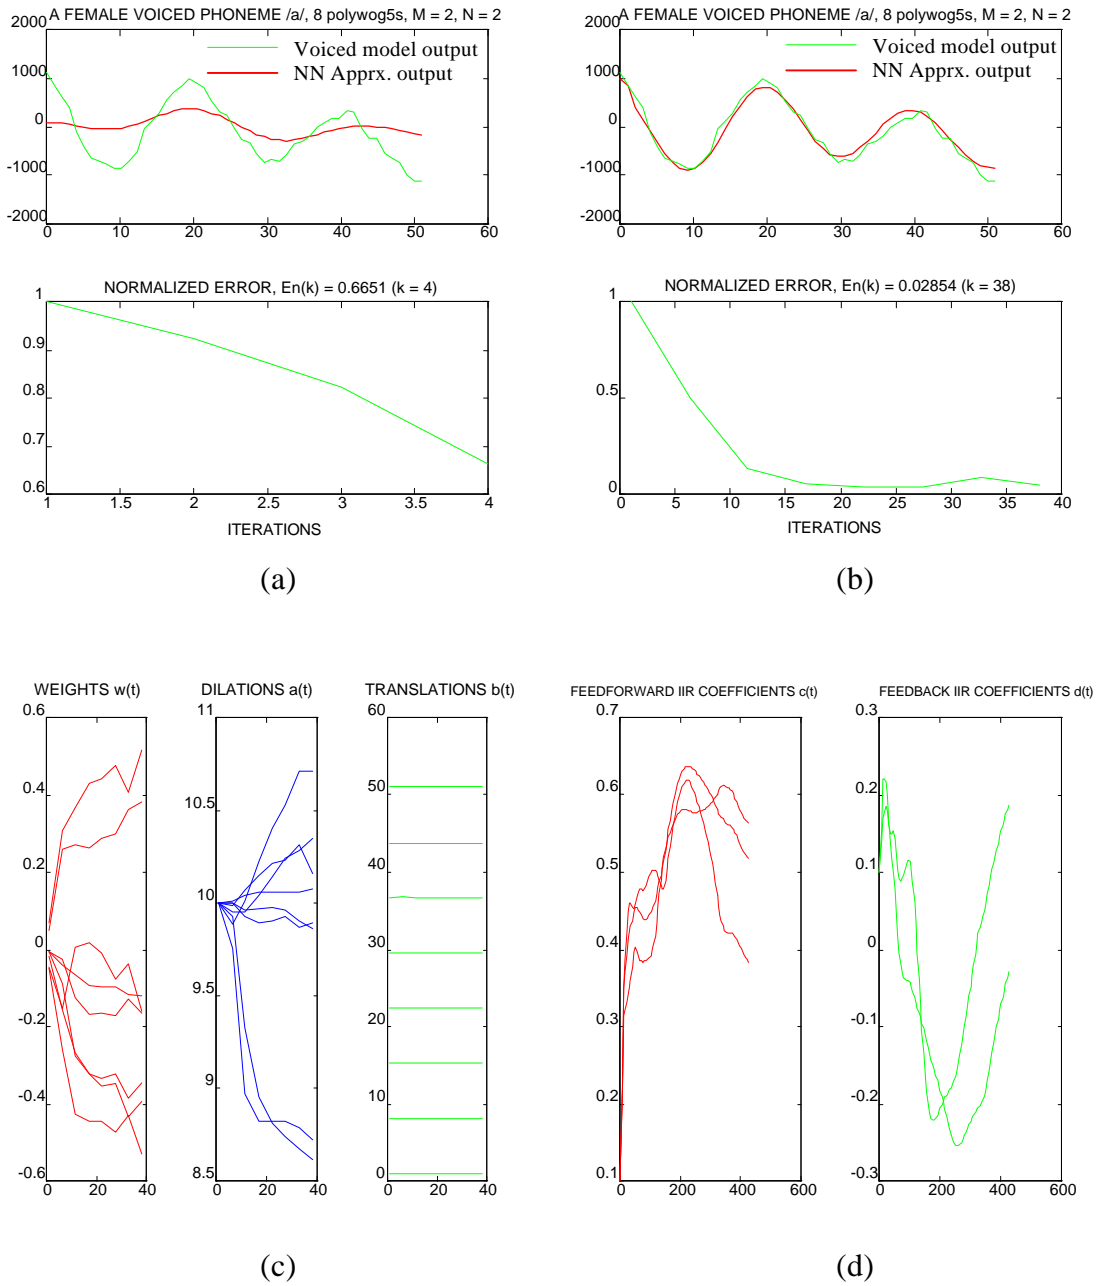 A FEMALE VOICED PHONEME /a/, 8 polywog5s, M = 2, N = 2
2000
1000
0
-1000
-2000
Voiced model output
NN Apprx. output
0 10 20 30 40 50 60
NORMALIZED ERROR, En(k) = 0.6651 (k = 4)
1
0.9
0.8
0.7
0.6
1 1.5 2 2.5 3 3.5 4
ITERATIONS
(a)
A FEMALE VOICED PHONEME /a/, 8 polywog5s, M = 2, N = 2
2000
1000
0
-1000
-2000
Voiced model output
NN Apprx. output
0 10 20 30 40 50 60
NORMALIZED ERROR, En(k) = 0.02854 (k = 38)
1
0.5
0
0 5 10 15 20 25 30 35 40
ITERATIONS
(b)
WEIGHTS w(t)
0.6
0.4
0.2
0
-0.2
-0.4
-0.6
0 20 40
DILATIONS a(t)
11
10.5
10
9.5
9
8.5
0 20 40
TRANSLATIONS b(t)
60
50
40
30
20
10
0
0 20 40
(c)
FEEDFORWARD IIR COEFFICIENTS c(t)
0.7
0.6
0.5
0.4
0.3
0.2
0.1
0 200 400 600
FEEDBACK IIR COEFFICIENTS d(t)
0.3
0.2
0.1
0
-0.1
-0.2
-0.3
0 200 400 600
(d)